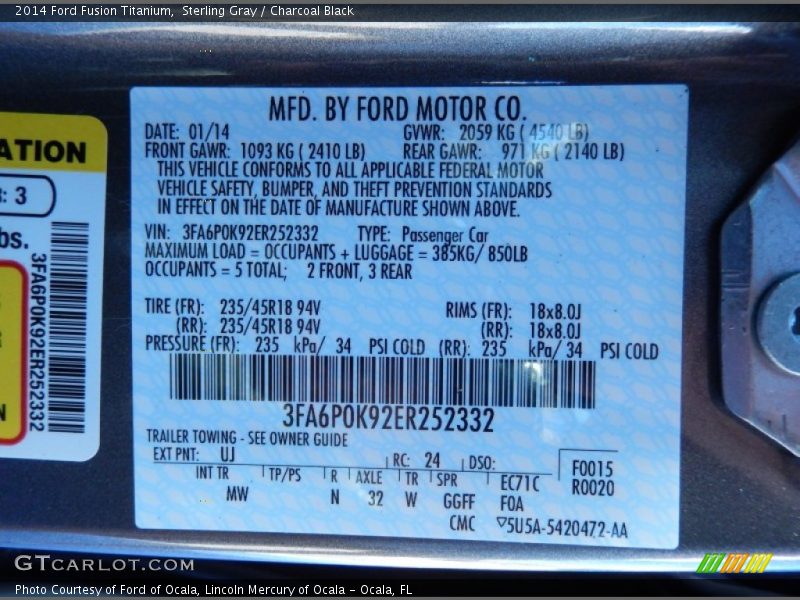 2014 Ford Fusion Titanium, Sterling Gray / Charcoal Black
ATION
: 3
bs.
3FA6P0K92ER252332
N
MFD. BY FORD MOTOR CO.
DATE: 01/14 GVWR: 2059 KG ( 4540 LB)
FRONT GAWR: 1093 KG ( 2410 LB) REAR GAWR: 971 KG ( 2140 LB)
THIS VEHICLE CONFORMS TO ALL APPLICABLE FEDERAL MOTOR
VEHICLE SAFETY, BUMPER, AND THEFT PREVENTION STANDARDS
IN EFFECT ON THE DATE OF MANUFACTURE SHOWN ABOVE.
VIN: 3FA6P0K92ER252332 TYPE: Passenger Car
MAXIMUM LOAD = OCCUPANTS + LUGGAGE = 385KG/ 850LB
OCCUPANTS = 5 TOTAL; 2 FRONT, 3 REAR
TIRE (FR): 235/45R18 94V RIMS (FR): 18x8.0J
(RR): 235/45R18 94V (RR): 18x8.0J
PRESSURE (FR): 235 kPa/ 34 PSI COLD (RR): 235 kPa/ 34 PSI COLD
3FA6P0K92ER252332
TRAILER TOWING - SEE OWNER GUIDE
EXT PNT: UJ RC: 24 DSO: F0015
INT TR TP/PS R AXLE TR SPR EC71C R0020
MW N 32 W GGFF F0A
CMC ▽5U5A-5420472-AA
GTCARLOT.COM
Photo Courtesy of Ford of Ocala, Lincoln Mercury of Ocala – Ocala, FL